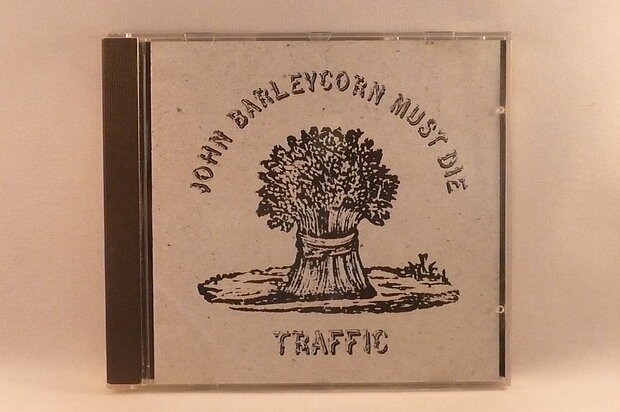 JOHN BARLEYCORN MUST DIE
TRAFFIC